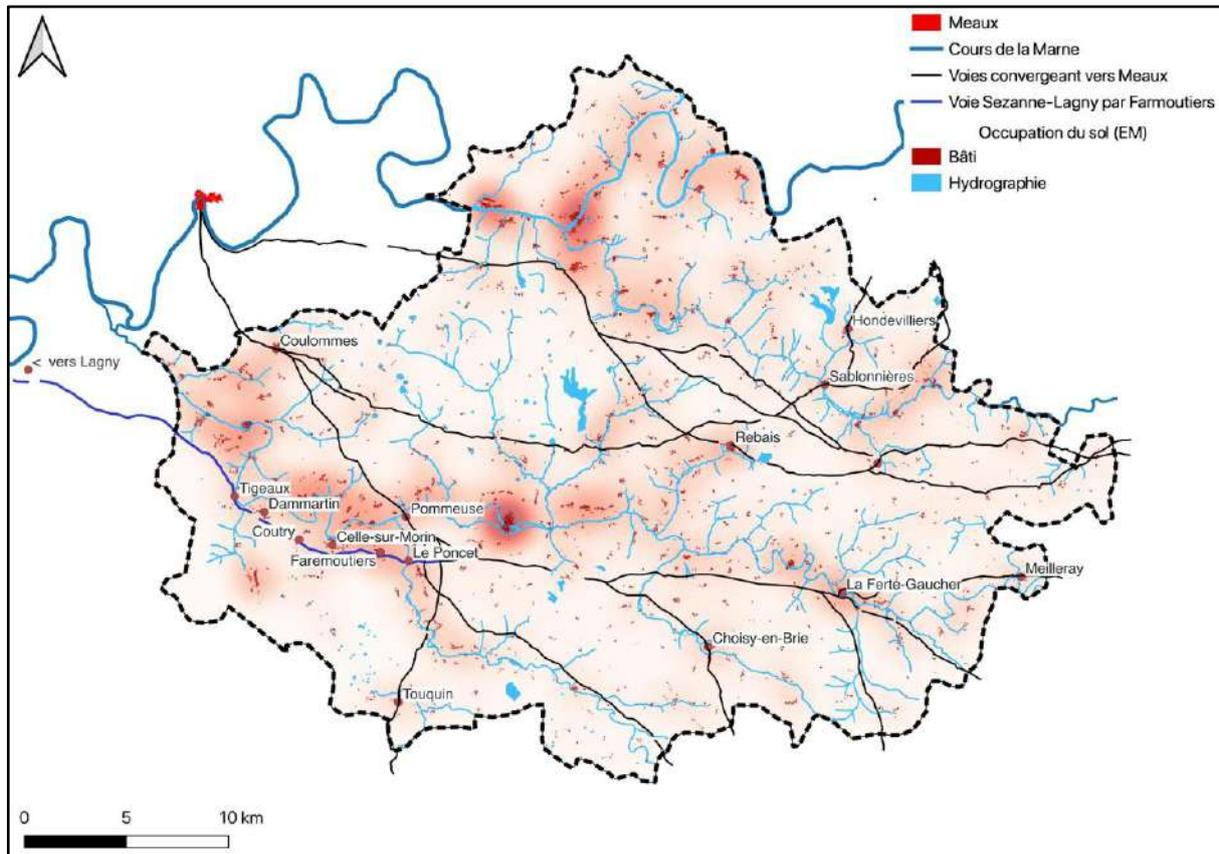 Meaux
Cours de la Marne
Voies convergeant vers Meaux
Voie Sezanne-Lagny par Farmoutiers
Occupation du sol (EM)
Bâti
Hydrographie
Hondevilliers
Coulommes
< vers Lagny
Sablonnières
Rebais
Tigeaux
Dammartin
Pommeuse
Coutry
Celle-sur-Morin
Faremoutiers
Le Poncet
Meilleray
La Ferte-Gaucher
Choisy-en-Brie
Touquin
0 5 10 km